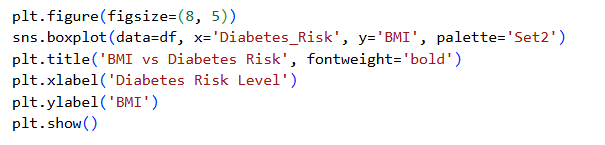 plt.figure(figsize=(8, 5))
sns.boxplot(data=df, x='Diabetes_Risk', y='BMI', palette='Set2')
plt.title('BMI vs Diabetes Risk', fontweight='bold')
plt.xlabel('Diabetes Risk Level')
plt.ylabel('BMI')
plt.show()